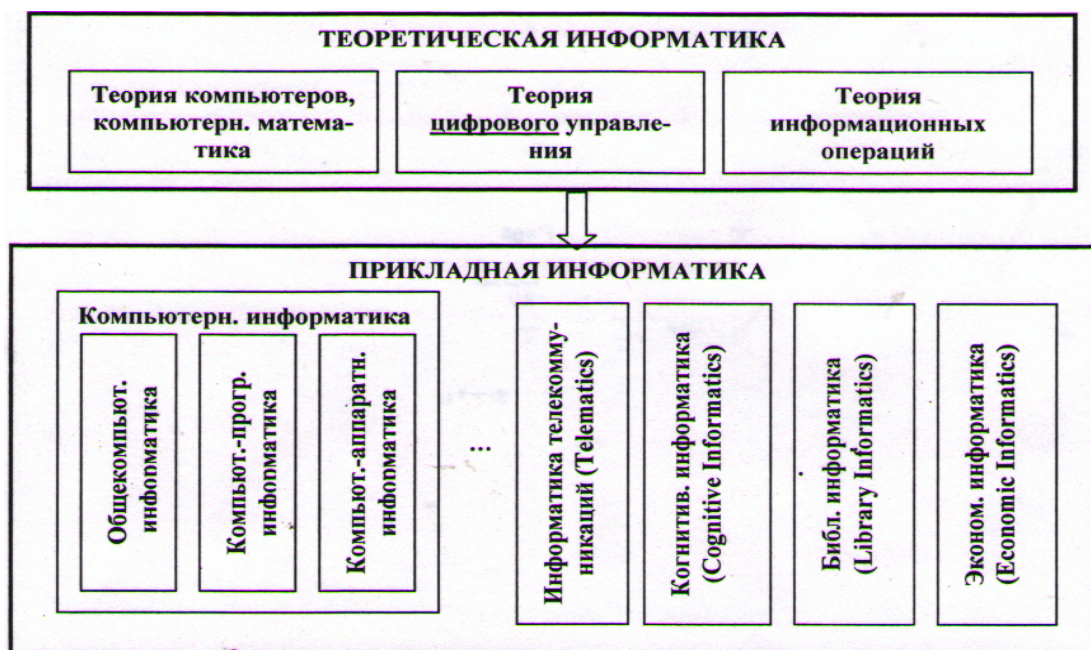 ТЕОРЕТИЧЕСКАЯ ИНФОРМАТИКА
Теория компьютеров,
компьютерн. матема-
тика
Теория
цифрового управле-
ния
Теория
информационных
операций
ПРИКЛАДНАЯ ИНФОРМАТИКА
Компьютерн. информатика
Общекомпьют.
информатика
Компьют.-прогр.
информатика
Компьют.-аппаратн.
информатика
...
Информатика телекомму-
никаций (Telematics)
Когнитив. информатика
(Cognitive Informatics)
Библ. информатика
(Library Informatics)
Эконом. информатика
(Economic Informatics)